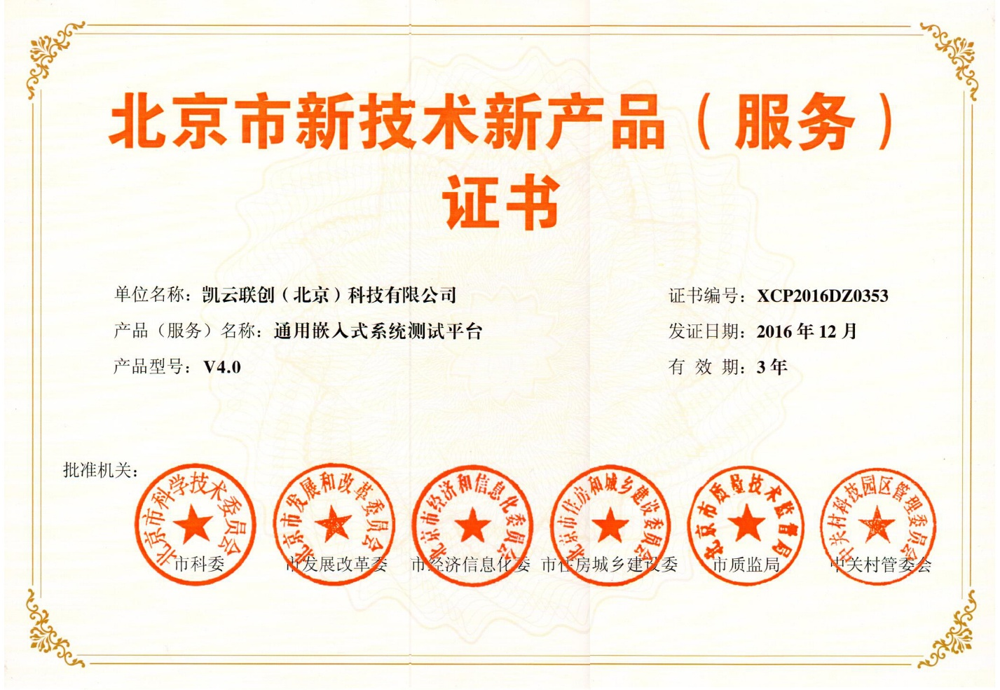 北京市新技术新产品（服务）
证书
单位名称：凯云联创（北京）科技有限公司
证书编号：XCP2016DZ0353
产品（服务）名称：通用嵌入式系统测试平台
发证日期：2016 年 12 月
产品型号：V4.0
有 效 期：3 年
批准机关：
北京市科学技术委员会
北京市发展和改革委员会
北京市经济和信息化委员会
北京市住房和城乡建设委员会
北京市质量技术监督局
中关村科技园区管理委员会
市科委
市发展改革委
市经济信息化委
市住房城乡建设委
市质监局
中关村管委会